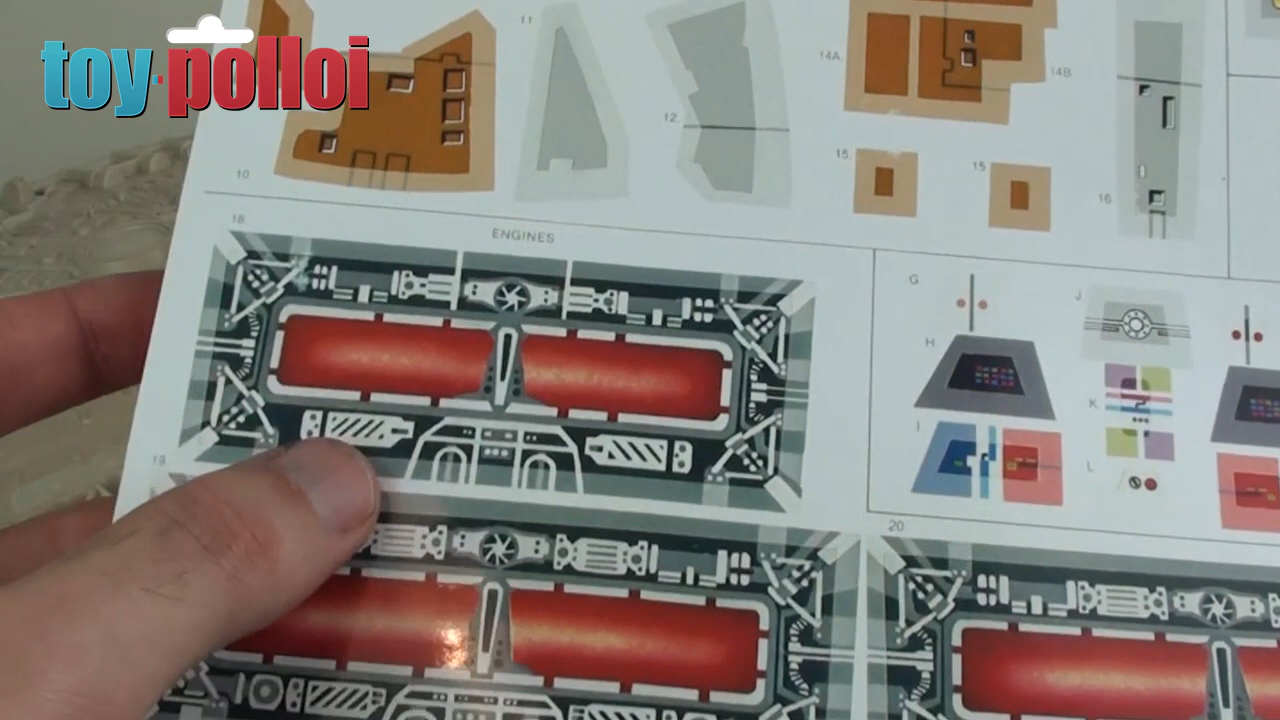 toy·polloi
11
12.
14A.
14B
15.
15
16
10
18
ENGINES
G
H
I
J
K
L
19
20